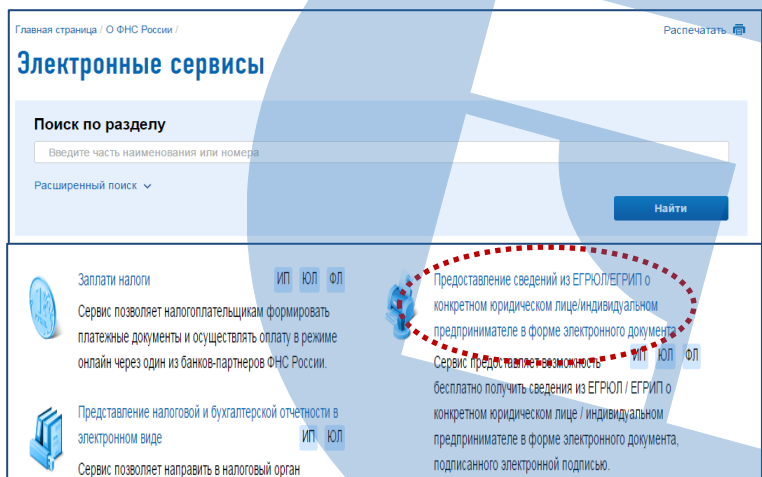 Главная страница / О ФНС России /
Распечатать
Электронные сервисы
Поиск по разделу
Введите часть наименования или номера
Расширенный поиск
Найти
Заплати налоги ИП ЮЛ ФЛ
Сервис позволяет налогоплательщикам формировать
платежные документы и осуществлять оплату в режиме
онлайн через один из банков-партнеров ФНС России.
Представление налоговой и бухгалтерской отчетности в
электронном виде ИП ЮЛ
Сервис позволяет направить в налоговый орган
Предоставление сведений из ЕГРЮЛ/ЕГРИП о
конкретном юридическом лице/индивидуальном
предпринимателе в форме электронного документа
ИП ЮЛ ФЛ
Сервис предоставляет возможность
бесплатно получить сведения из ЕГРЮЛ / ЕГРИП о
конкретном юридическом лице / индивидуальном
предпринимателе в форме электронного документа,
подписанного электронной подписью.